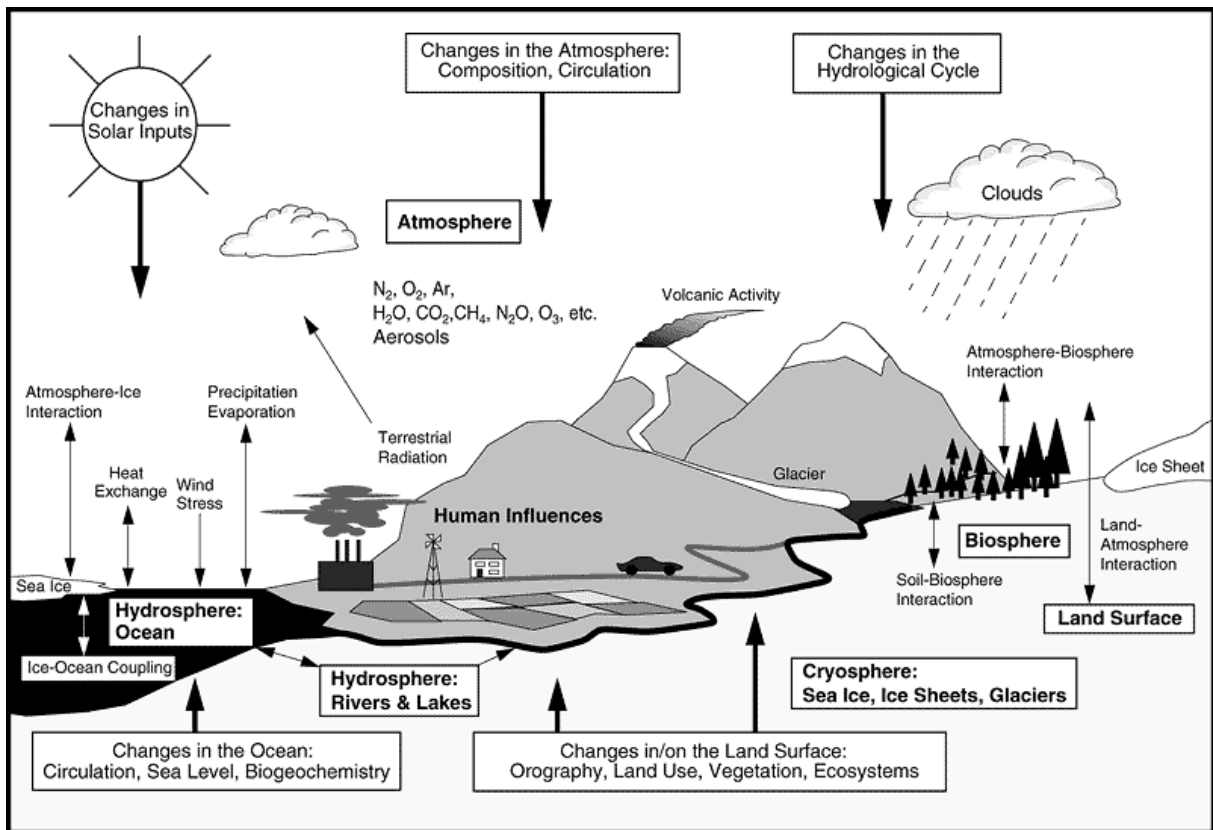 Changes in the Atmosphere:
Composition, Circulation
Changes in the
Hydrological Cycle
Changes in
Solar Inputs
Clouds
Atmosphere
N₂, O₂, Ar,
H₂O, CO₂,CH₄, N₂O, O₃, etc.
Aerosols
Volcanic Activity
Atmosphere-Ice
Interaction
Precipitatien
Evaporation
Atmosphere-Biosphere
Interaction
Terrestrial
Radiation
Heat
Exchange
Wind
Stress
Glacier
Ice Sheet
Human Influences
Land-
Atmosphere
Interaction
Biosphere
Soil-Biosphere
Interaction
Sea Ice
Hydrosphere:
Ocean
Land Surface
Ice-Ocean Coupling
Hydrosphere:
Rivers & Lakes
Cryosphere:
Sea Ice, Ice Sheets, Glaciers
Changes in the Ocean:
Circulation, Sea Level, Biogeochemistry
Changes in/on the Land Surface:
Orography, Land Use, Vegetation, Ecosystems